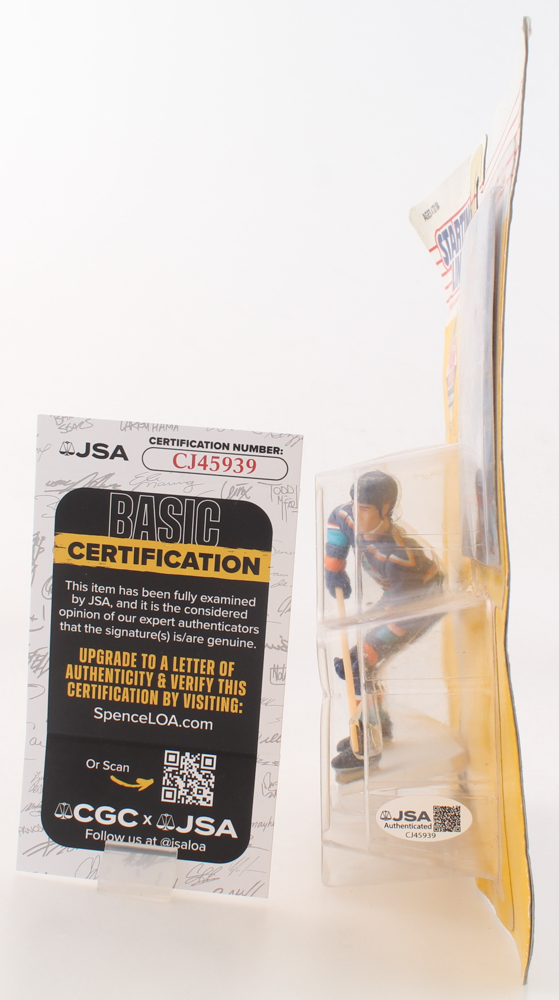 JSA
CERTIFICATION NUMBER:
CJ45939
BASIC
CERTIFICATION
This item has been fully examined
by JSA, and it is the considered
opinion of our expert authenticators
that the signature(s) is/are genuine.
UPGRADE TO A LETTER OF
AUTHENTICITY & VERIFY THIS
CERTIFICATION BY VISITING:
SpenceLOA.com
Or Scan
CGC x JSA
Follow us at @jsaloa
JSA
Authenticated
CJ45939